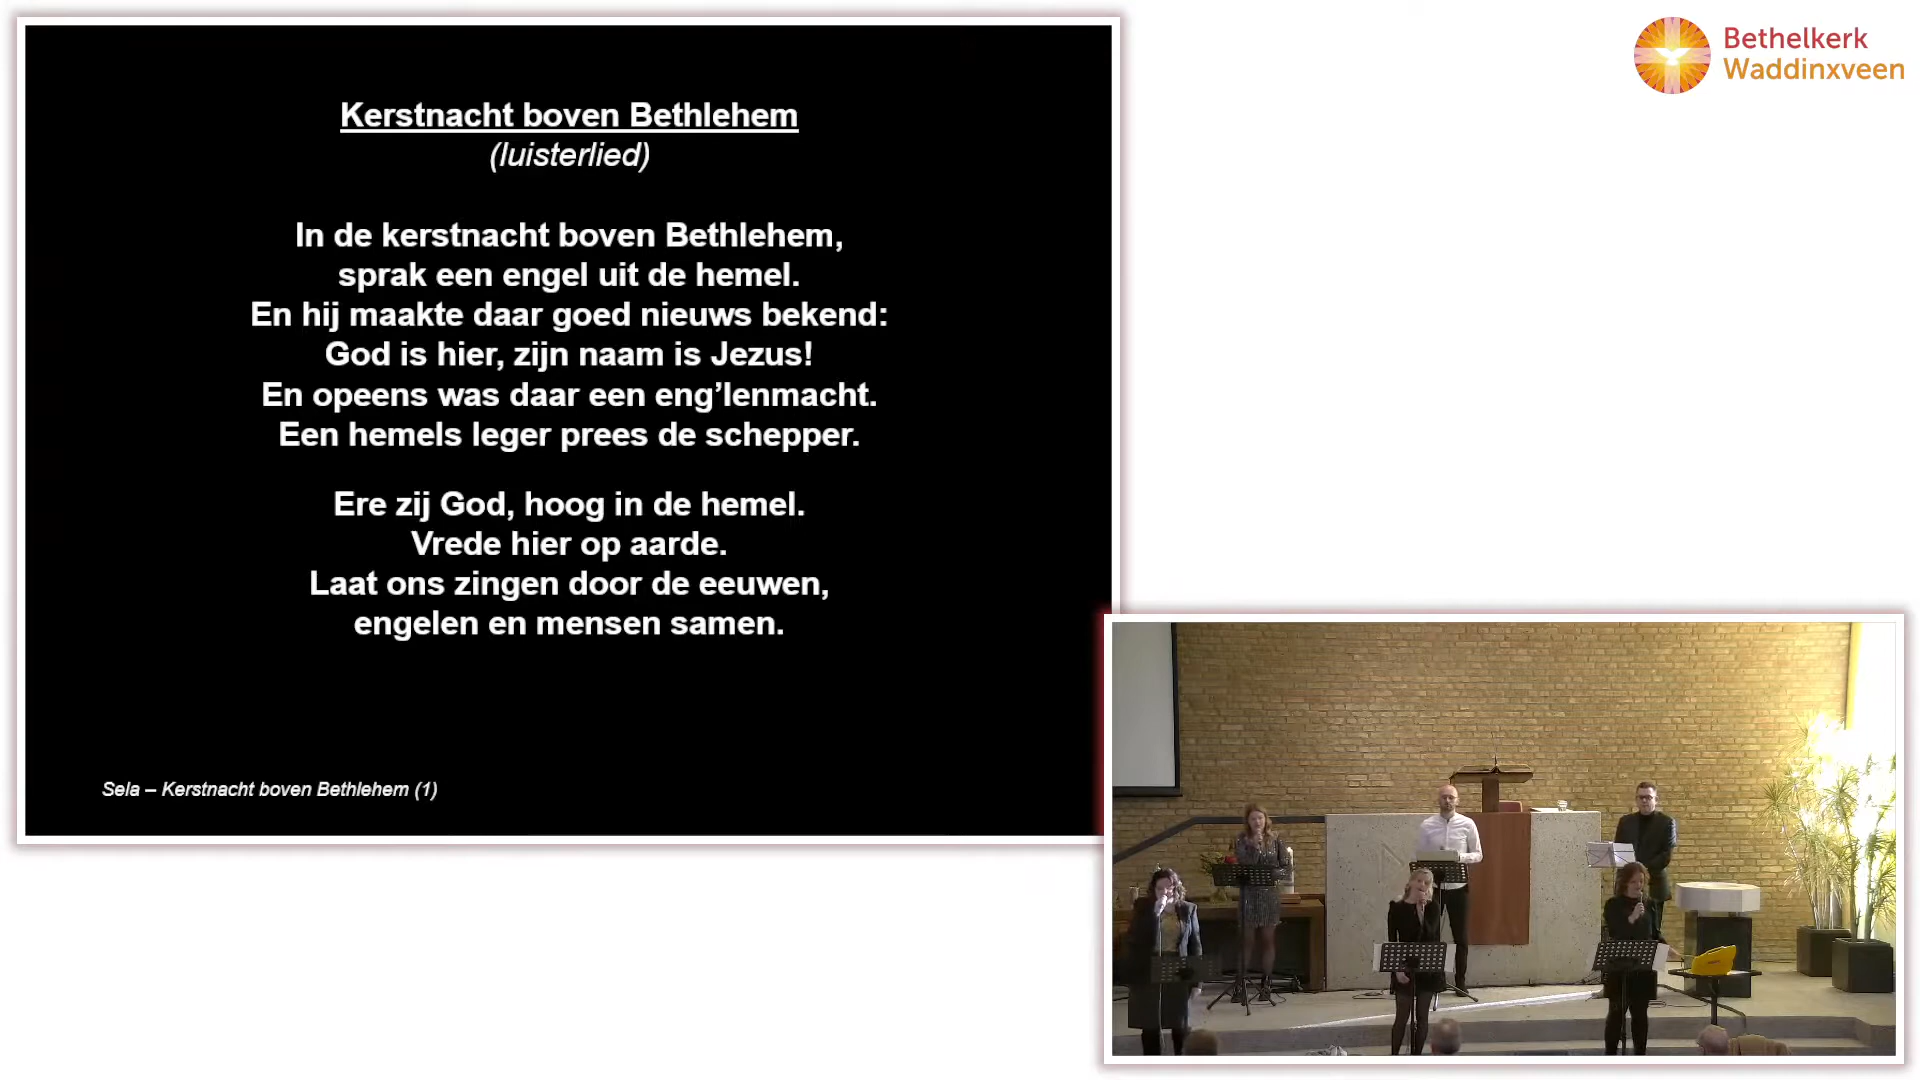 Kerstnacht boven Bethlehem
(luisterlied)
In de kerstnacht boven Bethlehem,
sprak een engel uit de hemel.
En hij maakte daar goed nieuws bekend:
God is hier, zijn naam is Jezus!
En opeens was daar een eng’lenmacht.
Een hemels leger prees de schepper.
Ere zij God, hoog in de hemel.
Vrede hier op aarde.
Laat ons zingen door de eeuwen,
engelen en mensen samen.
Sela – Kerstnacht boven Bethlehem (1)
Bethelkerk
Waddinxveen